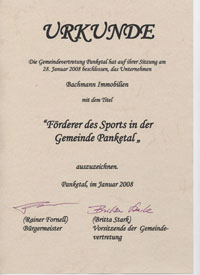 URKUNDE
Die Gemeindevertretung Panketal hat auf ihrer Sitzung am
28. Januar 2008 beschlossen, das Unternehmen
Bachmann Immobilien
mit dem Titel
"Förderer des Sports in der
Gemeinde Panketal „
auszuzeichnen.
Panketal, im Januar 2008
Britta Stark
(Rainer Fornell)
(Britta Stark)
Bürgermeister
Vorsitzende der Gemeinde-
vertretung